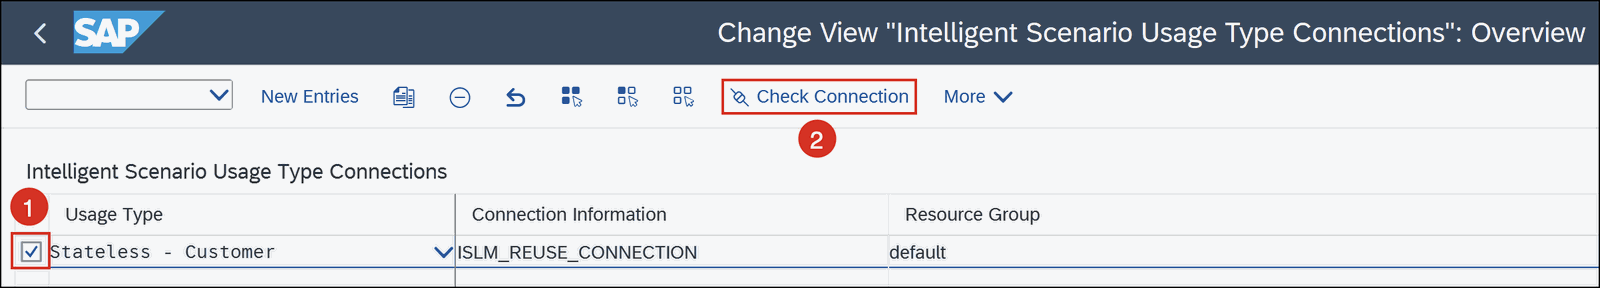 SAP
Change View "Intelligent Scenario Usage Type Connections": Overview
New Entries
Check Connection
More
2
Intelligent Scenario Usage Type Connections
1
Usage Type
Connection Information
Resource Group
Stateless - Customer
ISLM_REUSE_CONNECTION
default